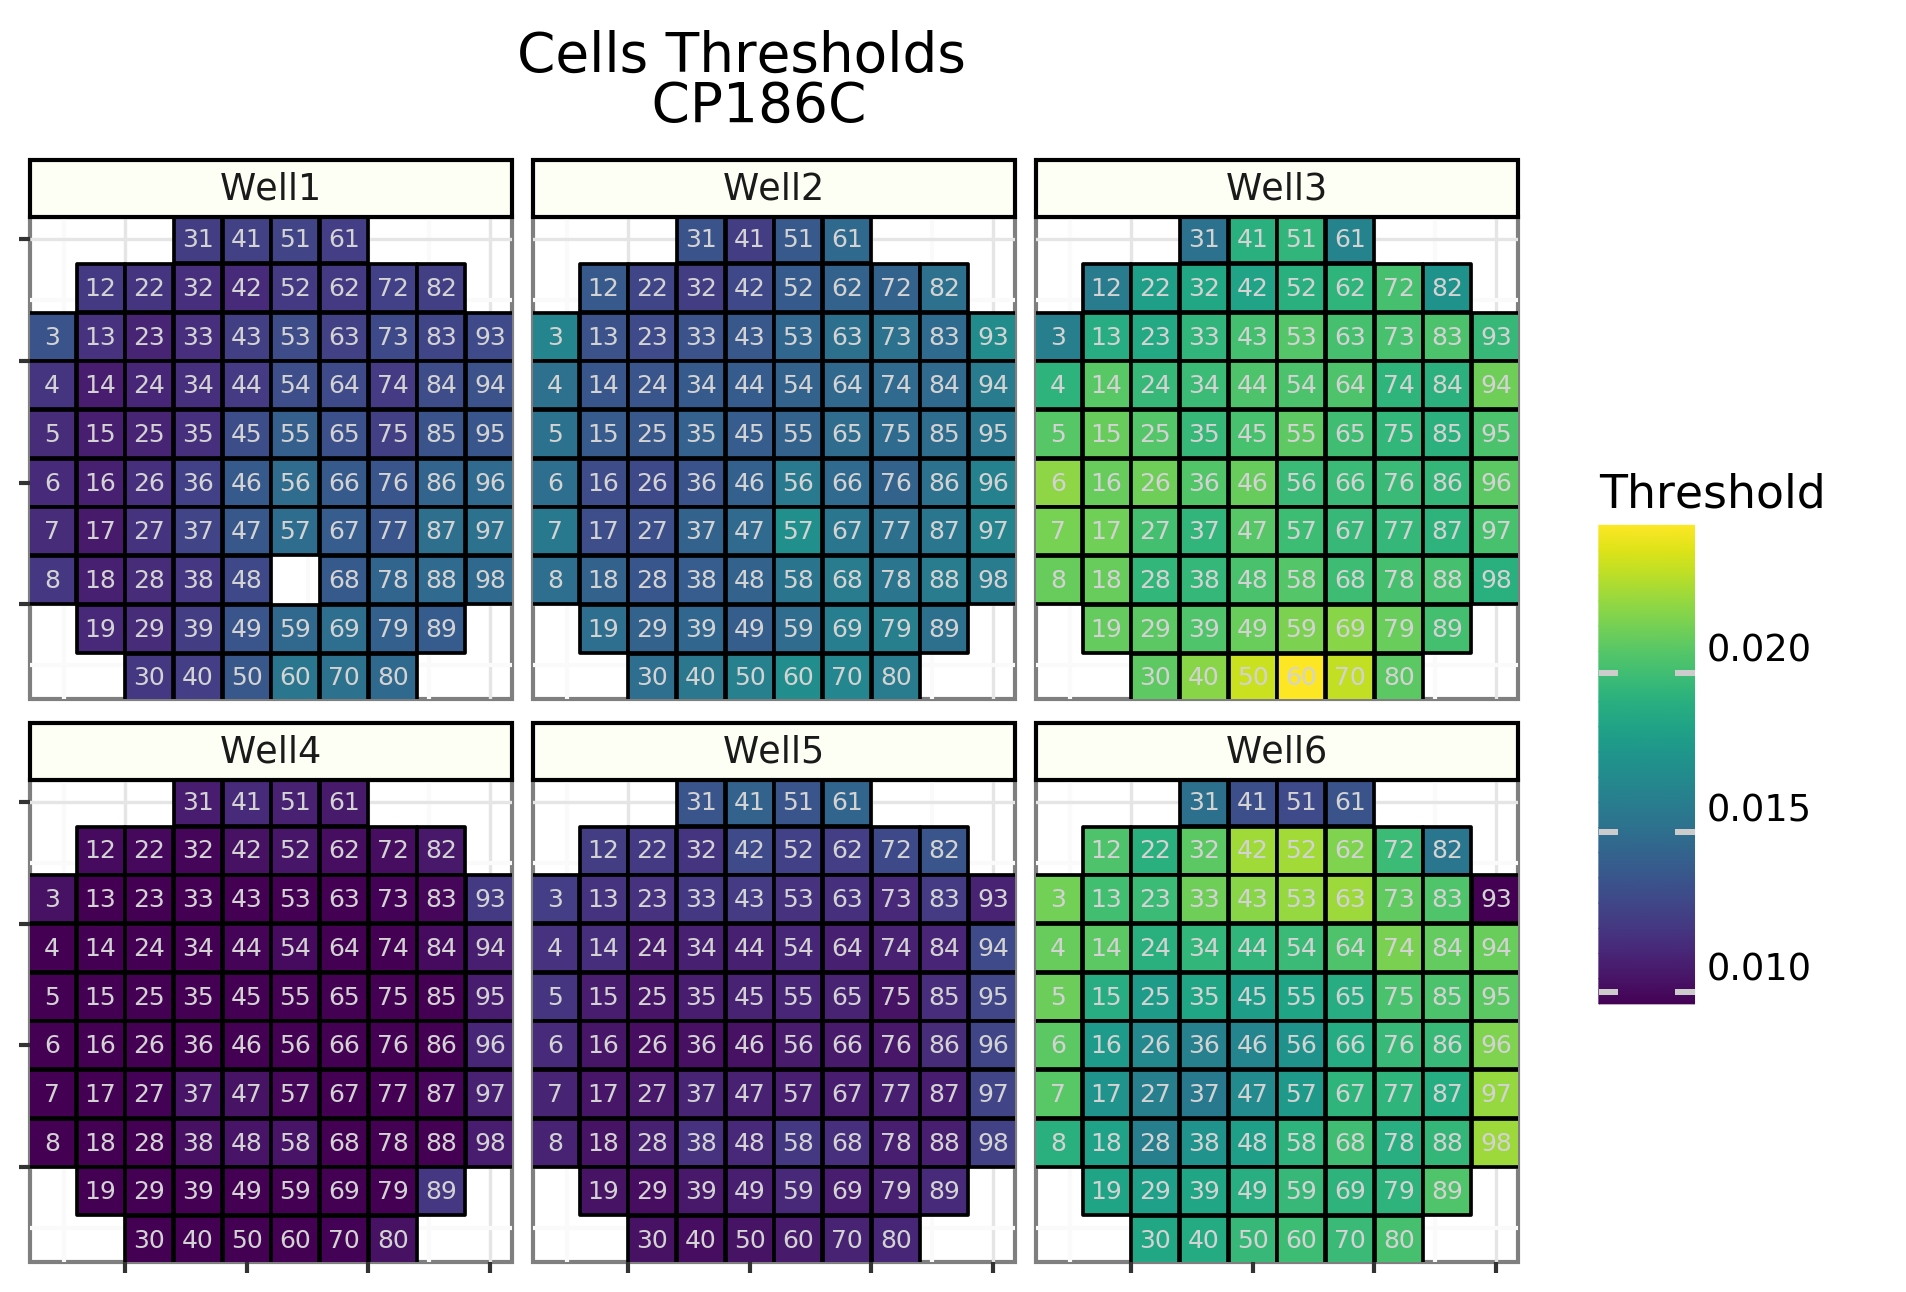 Cells Thresholds
CP186C
Well1 Well2 Well3
31 41 51 61 31 41 51 61 31 41 51 61
12 22 32 42 52 62 72 82 12 22 32 42 52 62 72 82 12 22 32 42 52 62 72 82
3 13 23 33 43 53 63 73 83 93 3 13 23 33 43 53 63 73 83 93 3 13 23 33 43 53 63 73 83 93
4 14 24 34 44 54 64 74 84 94 4 14 24 34 44 54 64 74 84 94 4 14 24 34 44 54 64 74 84 94
5 15 25 35 45 55 65 75 85 95 5 15 25 35 45 55 65 75 85 95 5 15 25 35 45 55 65 75 85 95
6 16 26 36 46 56 66 76 86 96 6 16 26 36 46 56 66 76 86 96 6 16 26 36 46 56 66 76 86 96
7 17 27 37 47 57 67 77 87 97 7 17 27 37 47 57 67 77 87 97 7 17 27 37 47 57 67 77 87 97
8 18 28 38 48 68 78 88 98 8 18 28 38 48 58 68 78 88 98 8 18 28 38 48 58 68 78 88 98
19 29 39 49 59 69 79 89 19 29 39 49 59 69 79 89 19 29 39 49 59 69 79 89
30 40 50 60 70 80 30 40 50 60 70 80 30 40 50 60 70 80
Well4 Well5 Well6
31 41 51 61 31 41 51 61 31 41 51 61
12 22 32 42 52 62 72 82 12 22 32 42 52 62 72 82 12 22 32 42 52 62 72 82
3 13 23 33 43 53 63 73 83 93 3 13 23 33 43 53 63 73 83 93 3 13 23 33 43 53 63 73 83 93
4 14 24 34 44 54 64 74 84 94 4 14 24 34 44 54 64 74 84 94 4 14 24 34 44 54 64 74 84 94
5 15 25 35 45 55 65 75 85 95 5 15 25 35 45 55 65 75 85 95 5 15 25 35 45 55 65 75 85 95
6 16 26 36 46 56 66 76 86 96 6 16 26 36 46 56 66 76 86 96 6 16 26 36 46 56 66 76 86 96
7 17 27 37 47 57 67 77 87 97 7 17 27 37 47 57 67 77 87 97 7 17 27 37 47 57 67 77 87 97
8 18 28 38 48 58 68 78 88 98 8 18 28 38 48 58 68 78 88 98 8 18 28 38 48 58 68 78 88 98
19 29 39 49 59 69 79 89 19 29 39 49 59 69 79 89 19 29 39 49 59 69 79 89
30 40 50 60 70 80 30 40 50 60 70 80 30 40 50 60 70 80
Threshold
0.020
0.015
0.010